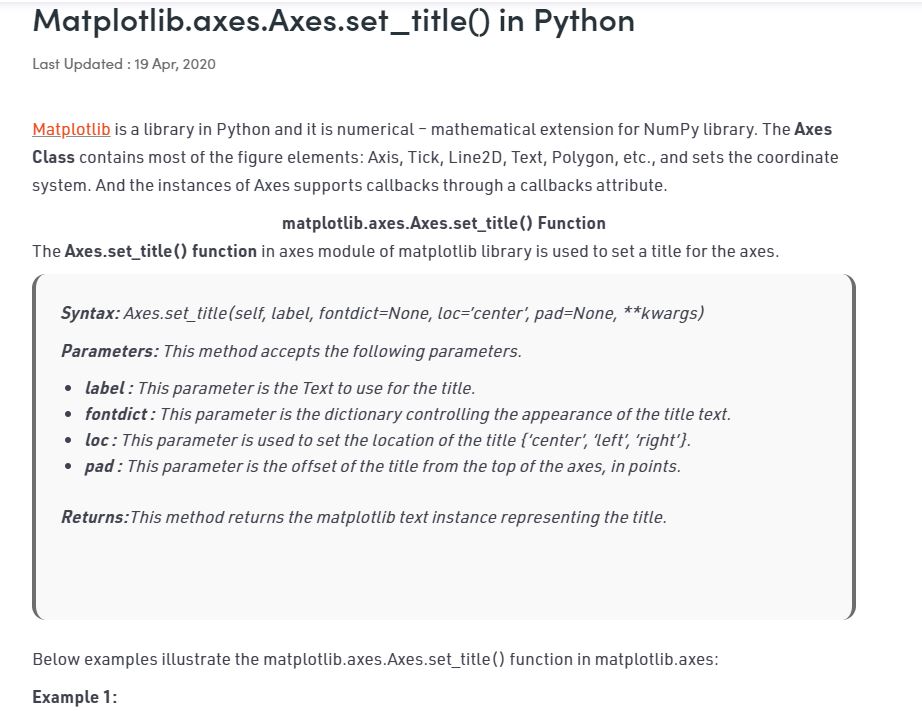 Matplotlib.axes.Axes.set_title() in Python
Last Updated : 19 Apr, 2020
Matplotlib is a library in Python and it is numerical – mathematical extension for NumPy library. The Axes
Class contains most of the figure elements: Axis, Tick, Line2D, Text, Polygon, etc., and sets the coordinate
system. And the instances of Axes supports callbacks through a callbacks attribute.
matplotlib.axes.Axes.set_title() Function
The Axes.set_title() function in axes module of matplotlib library is used to set a title for the axes.
Syntax: Axes.set_title(self, label, fontdict=None, loc=’center’, pad=None, **kwargs)
Parameters: This method accepts the following parameters.
• label : This parameter is the Text to use for the title.
• fontdict : This parameter is the dictionary controlling the appearance of the title text.
• loc : This parameter is used to set the location of the title {‘center’, ‘left’, ‘right’}.
• pad : This parameter is the offset of the title from the top of the axes, in points.
Returns:This method returns the matplotlib text instance representing the title.
Below examples illustrate the matplotlib.axes.Axes.set_title() function in matplotlib.axes:
Example 1: